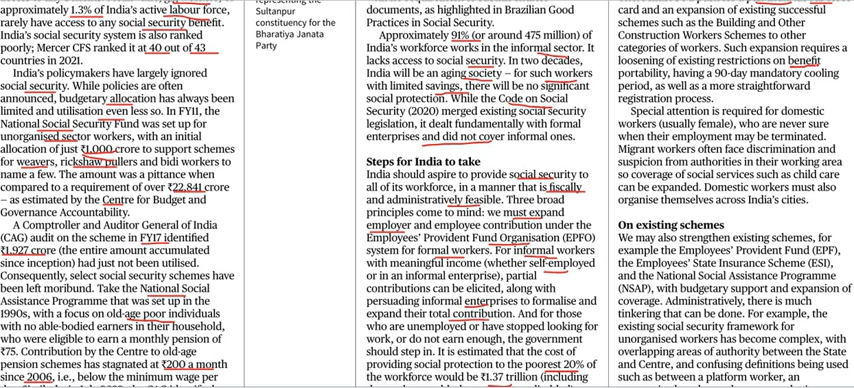 approximately 1.3% of India's active labour force,
rarely have access to any social security benefit.
India's social security system is also ranked
poorly; Mercer CFS ranked it at 40 out of 43
countries in 2021.
India's policymakers have largely ignored
social security. While policies are often
announced, budgetary allocation has always been
limited and utilisation even less so. In FY11, the
National Social Security Fund was set up for
unorganised sector workers, with an initial
allocation of just ₹1,000 crore to support schemes
for weavers, rickshaw pullers and bidi workers to
name a few. The amount was a pittance when
compared to a requirement of over ₹22,841 crore
– as estimated by the Centre for Budget and
Governance Accountability.
A Comptroller and Auditor General of India
(CAG) audit on the scheme in FY17 identified
₹1,927 crore (the entire amount accumulated
since inception) had just not been utilised.
Consequently, select social security schemes have
been left moribund. Take the National Social
Assistance Programme that was set up in the
1990s, with a focus on old-age poor individuals
with no able-bodied earners in their household,
who were eligible to earn a monthly pension of
₹75. Contribution by the Centre to old-age
pension schemes has stagnated at ₹200 a month
since 2006, i.e., below the minimum wage per
representing the
Sultanpur
constituency for the
Bharatiya Janata
Party
documents, as highlighted in Brazilian Good
Practices in Social Security.
Approximately 91% (or around 475 million) of
India's workforce works in the informal sector. It
lacks access to social security. In two decades,
India will be an aging society – for such workers
with limited savings, there will be no significant
social protection. While the Code on Social
Security (2020) merged existing social security
legislation, it dealt fundamentally with formal
enterprises and did not cover informal ones.
Steps for India to take
India should aspire to provide social security to
all of its workforce, in a manner that is fiscally
and administratively feasible. Three broad
principles come to mind: we must expand
employer and employee contribution under the
Employees' Provident Fund Organisation (EPFO)
system for formal workers. For informal workers
with meaningful income (whether self-employed
or in an informal enterprise), partial
contributions can be elicited, along with
persuading informal enterprises to formalise and
expand their total contribution. And for those
who are unemployed or have stopped looking for
work, or do not earn enough, the government
should step in. It is estimated that the cost of
providing social protection to the poorest 20% of
the workforce would be ₹1.37 trillion (including
card and an expansion of existing successful
schemes such as the Building and Other
Construction Workers Schemes to other
categories of workers. Such expansion requires a
loosening of existing restrictions on benefit
portability, having a 90-day mandatory cooling
period, as well as a more straightforward
registration process.
Special attention is required for domestic
workers (usually female), who are never sure
when their employment may be terminated.
Migrant workers often face discrimination and
suspicion from authorities in their working area
so coverage of social services such as child care
can be expanded. Domestic workers must also
organise themselves across India's cities.
On existing schemes
We may also strengthen existing schemes, for
example the Employees' Provident Fund (EPF),
the Employees' State Insurance Scheme (ESI),
and the National Social Assistance Programme
(NSAP), with budgetary support and expansion of
coverage. Administratively, there is much
tinkering that can be done. For example, the
existing social security framework for
unorganised workers has become complex, with
overlapping areas of authority between the State
and Centre, and confusing definitions being used
such as between a platform worker, an